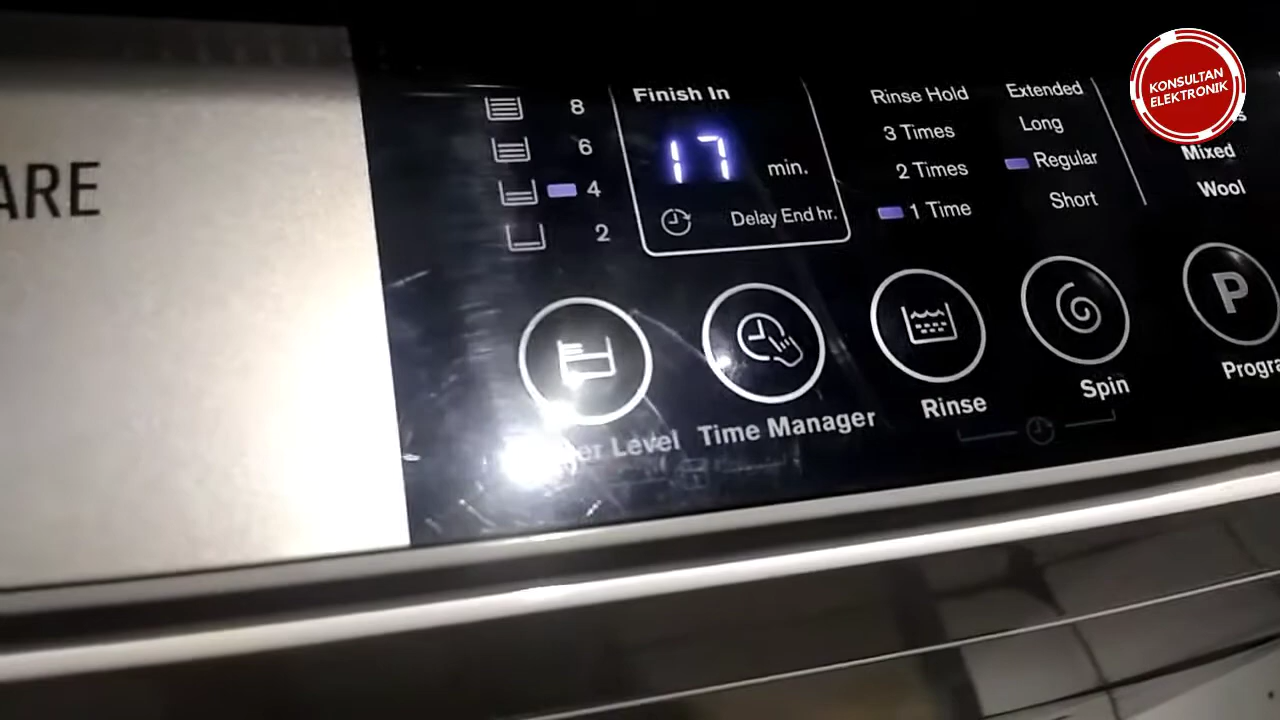 ARE
8
6
4
2
Finish In
17 min.
Delay End hr.
Rinse Hold
3 Times
2 Times
1 Time
Extended
Long
Regular
Short
Mixed
Wool
Level
Time Manager
Rinse
Spin
P
KONSULTAN
ELEKTRONIK